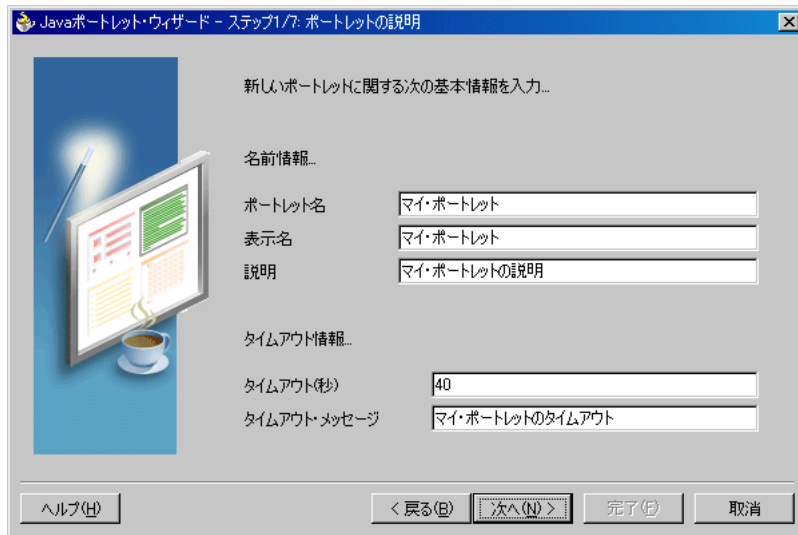 Javaポートレット・ウィザード - ステップ1/7: ポートレットの説明
新しいポートレットに関する次の基本情報を入力...
名前情報...
ポートレット名 マイ・ポートレット
表示名 マイ・ポートレット
説明 マイ・ポートレットの説明
タイムアウト情報...
タイムアウト(秒) 40
タイムアウト・メッセージ マイ・ポートレットのタイムアウト
ヘルプ(H) < 戻る(B) 次へ(N) > 完了(F) 取消